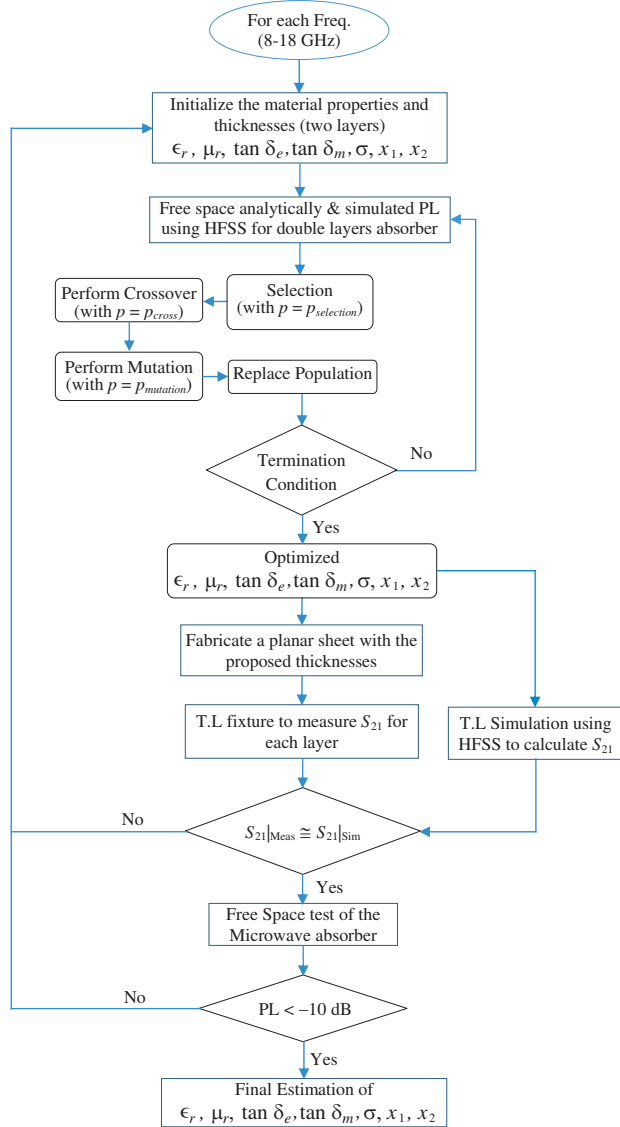 For each Freq.
(8-18 GHz)
Initialize the material properties and
thicknesses (two layers)
ϵr , μr, tan δe, tan δm, σ, x1, x2
Free space analytically & simulated PL
using HFSS for double layers absorber
Selection
(with p = pselection)
Perform Crossover
(with p = pcross)
Perform Mutation
(with p = pmutation)
Replace Population
Termination
Condition
No
Yes
Optimized
ϵr , μr, tan δe, tan δm, σ, x1, x2
Fabricate a planar sheet with the
proposed thicknesses
T.L fixture to measure S21 for
each layer
T.L Simulation using
HFSS to calculate S21
S21|Meas ≅ S21|Sim
No
Yes
Free Space test of the
Microwave absorber
PL < –10 dB
No
Yes
Final Estimation of
ϵr , μr, tan δe, tan δm, σ, x1, x2